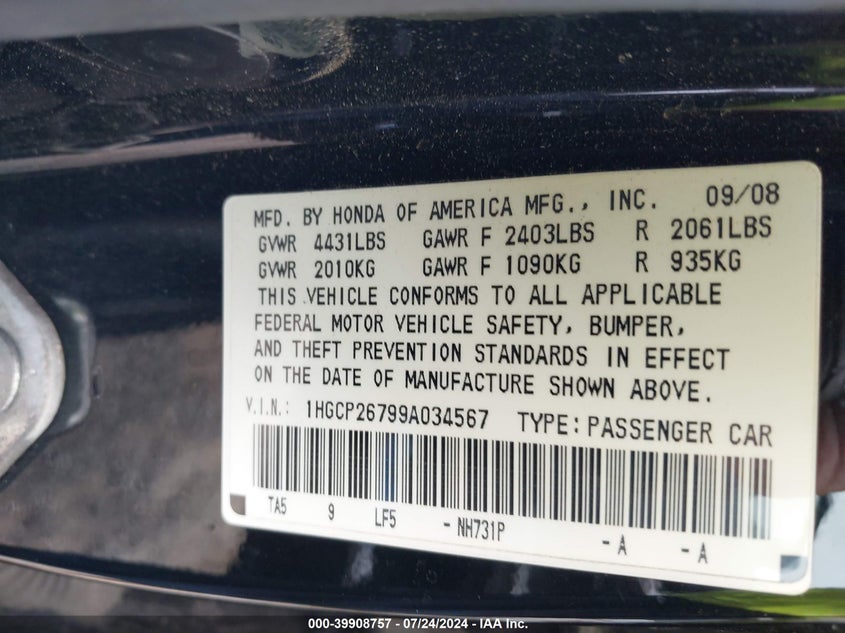 MFD. BY HONDA OF AMERICA MFG., INC. 09/08
GVWR 4431LBS GAWR F 2403LBS R 2061LBS
GVWR 2010KG GAWR F 1090KG R 935KG
THIS VEHICLE CONFORMS TO ALL APPLICABLE
FEDERAL MOTOR VEHICLE SAFETY, BUMPER,
AND THEFT PREVENTION STANDARDS IN EFFECT
ON THE DATE OF MANUFACTURE SHOWN ABOVE.
V.I.N.: 1HGCP26799A034567 TYPE: PASSENGER CAR
TA5 9 LF5 - NH731P - A - A
000-39908757 - 07/24/2024 - IAA Inc.